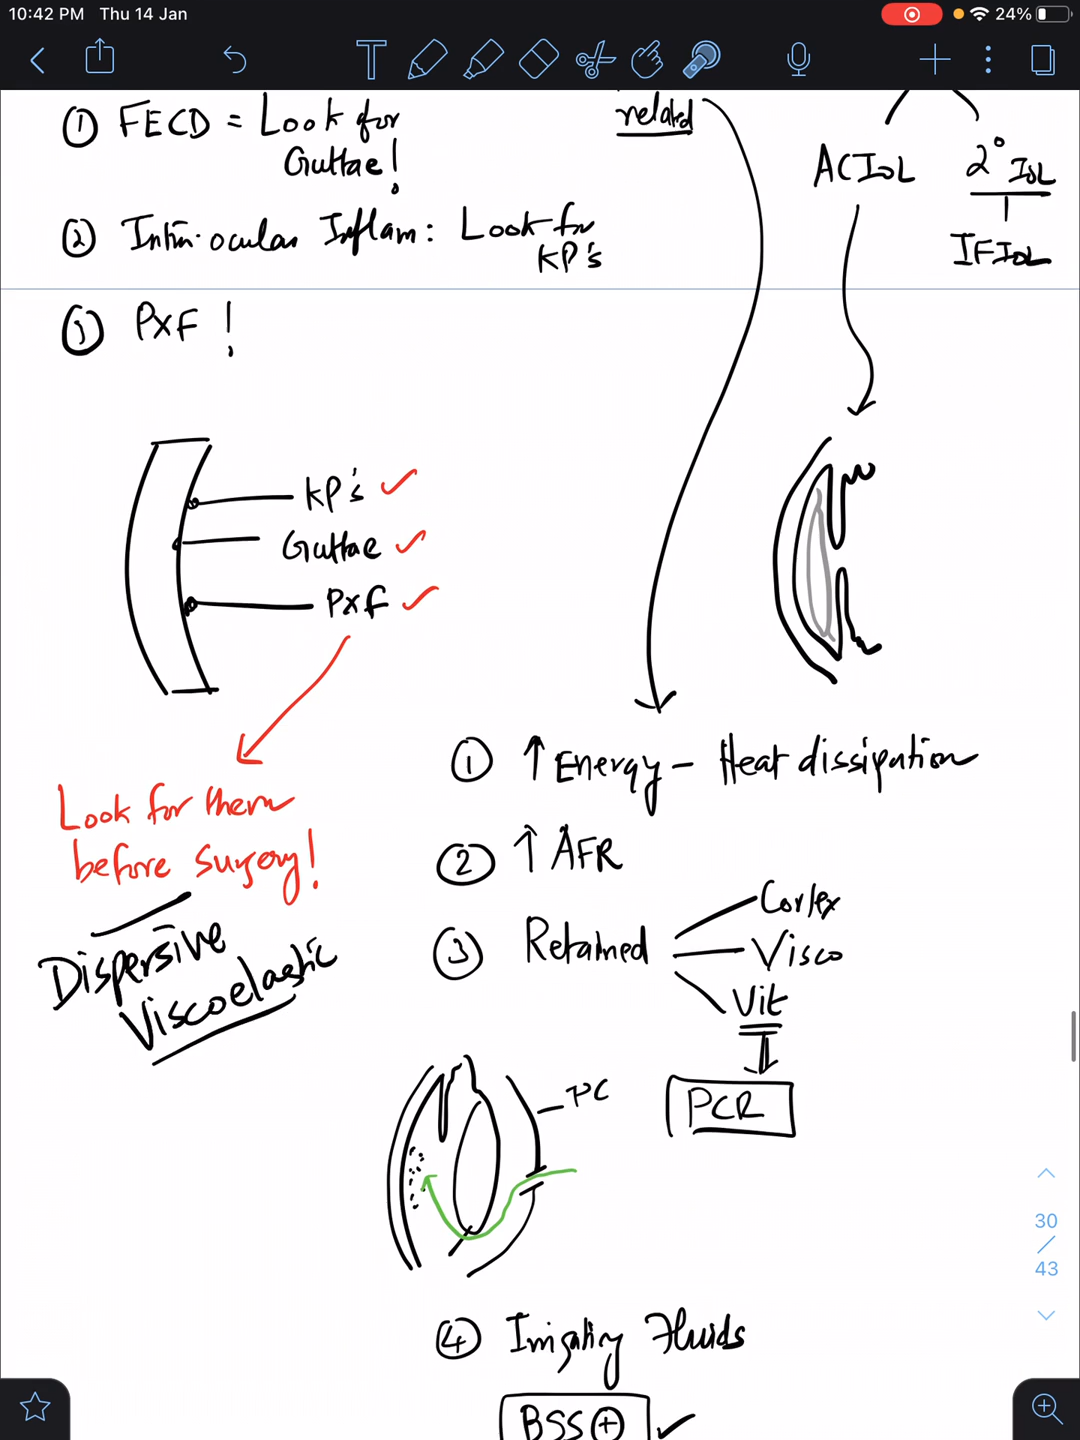 10:42 PM Thu 14 Jan
24%
① FECD = Look for
Guttae!
related
ACIOL
2° IOL
IFIOL
② Intra-ocular Inflam: Look for
KP's
③ PXF !
KP's ✓
Guttae ✓
PXF ✓
Look for them
before surgery!
Dispersive
Viscoelastic
① ↑ Energy - Heat dissipation
② ↑ AFR
③ Retained
Cortex
Visco
Vit
PCR
PC
④ Irrigating Fluids
BSS ⊕ ✓
30
/
43